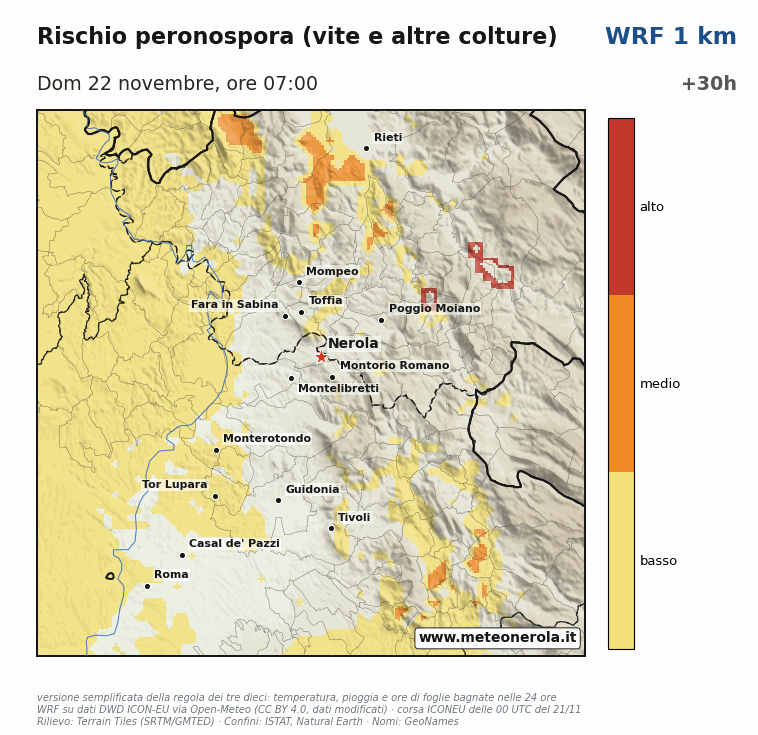 Rischio peronospora (vite e altre colture)
WRF 1 km
Dom 22 novembre, ore 07:00
+30h
Rieti
Mompeo
Fara in Sabina
Toffia
Poggio Moiano
Nerola
Montorio Romano
Montelibretti
Monterotondo
Tor Lupara
Guidonia
Tivoli
Casal de' Pazzi
Roma
www.meteonerola.it
alto
medio
basso
versione semplificata della regola dei tre dieci: temperatura, pioggia e ore di foglie bagnate nelle 24 ore
WRF su dati DWD ICON-EU via Open-Meteo (CC BY 4.0, dati modificati) · corsa ICONEU delle 00 UTC del 21/11
Rilievo: Terrain Tiles (SRTM/GMTED) · Confini: ISTAT, Natural Earth · Nomi: GeoNames